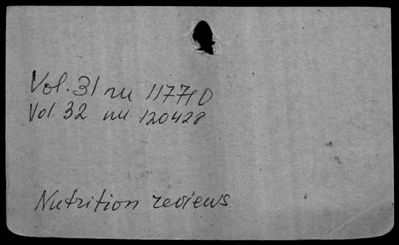 Vol. 31 nu 117710
Vol. 32 nu 120428
Nutrition reviews